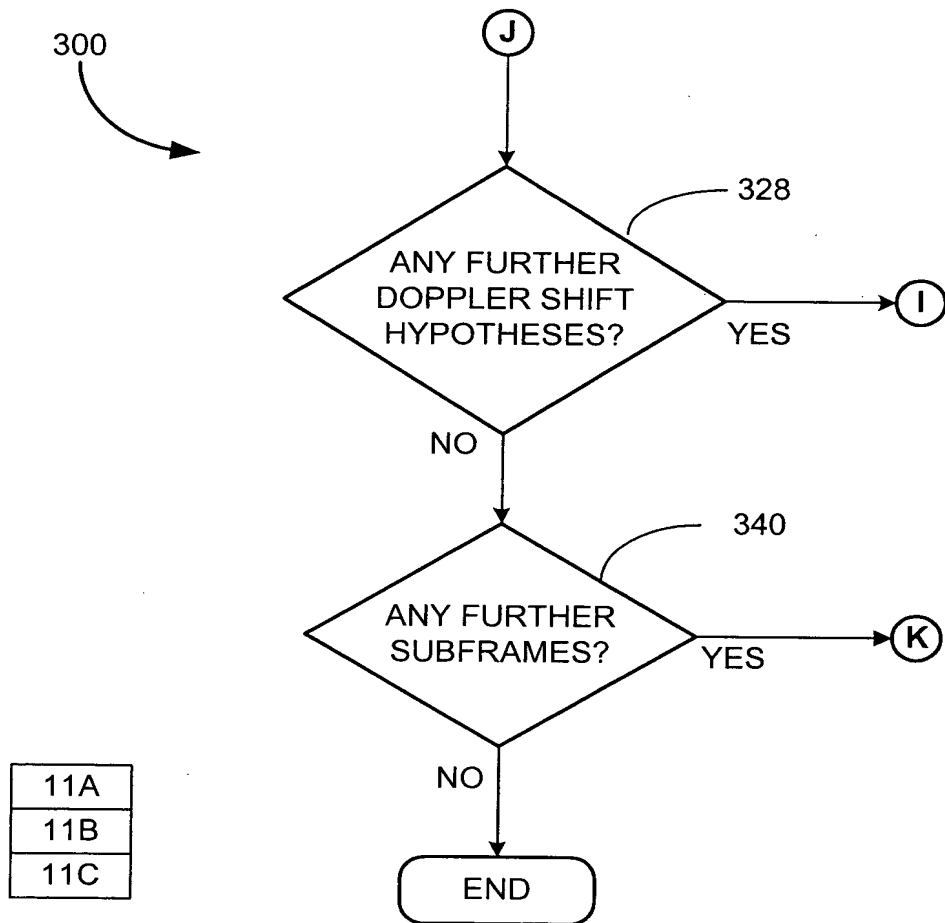 300
J
328
ANY FURTHER
DOPPLER SHIFT
HYPOTHESES?
I
YES
NO
340
ANY FURTHER
SUBFRAMES?
K
YES
NO
11A
11B
11C
END